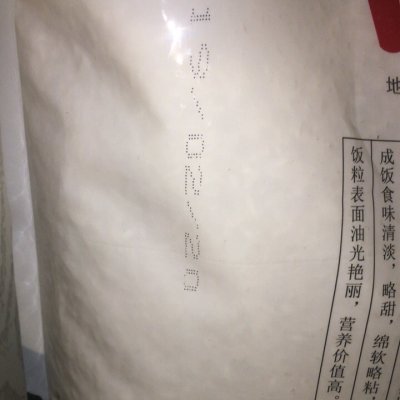 地
成饭食味清淡，略甜，绵软略粘，
饭粒表面油光艳丽，营养价值高。